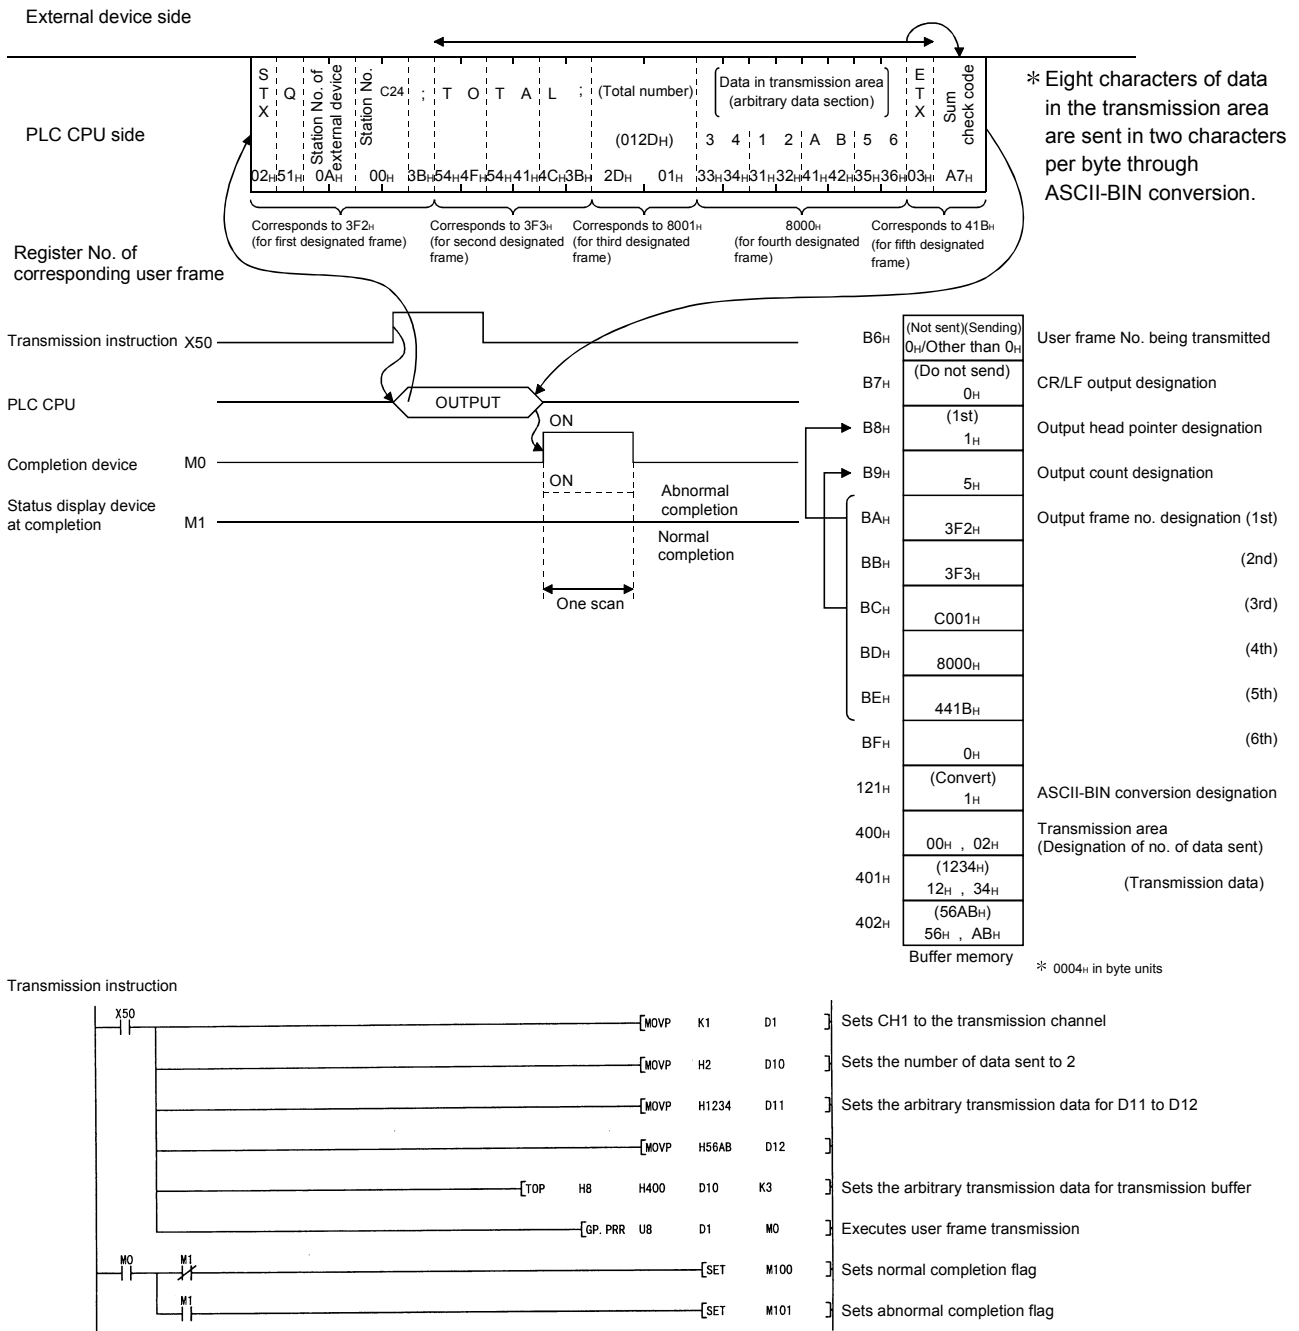 External device side
PLC CPU side
STX
Q
Station No. of external device
Station No.
C24
;
T O T A L ;
(Total number)
(012DH)
Data in transmission area
(arbitrary data section)
3 4 1 2 A B 5 6
ETX
Sum check code
02H 51H 0AH 00H 3BH 54H 4FH 54H 41H 4CH 3BH 2DH 01H 33H 34H 31H 32H 41H 42H 35H 36H 03H A7H
* Eight characters of data
in the transmission area
are sent in two characters
per byte through
ASCII-BIN conversion.
Register No. of
corresponding user frame
Corresponds to 3F2H
(for first designated frame)
Corresponds to 3F3H
(for second designated
frame)
Corresponds to 8001H
(for third designated
frame)
8000H
(for fourth designated
frame)
Corresponds to 41BH
(for fifth designated
frame)
Transmission instruction X50
PLC CPU
OUTPUT
ON
Completion device M0
ON
Status display device
at completion M1
Abnormal
completion
Normal
completion
One scan
B6H (Not sent)(Sending) User frame No. being transmitted
0H/Other than 0H
B7H (Do not send) CR/LF output designation
0H
B8H (1st) Output head pointer designation
1H
B9H 5H Output count designation
BAH 3F2H Output frame no. designation (1st)
BBH 3F3H (2nd)
BCH C001H (3rd)
BDH 8000H (4th)
BEH 441BH (5th)
BFH 0H (6th)
121H (Convert) ASCII-BIN conversion designation
1H
400H 00H , 02H Transmission area
(Designation of no. of data sent)
401H (1234H) (Transmission data)
12H , 34H
402H (56ABH)
56H , ABH
Buffer memory
* 0004H in byte units
Transmission instruction
X50
MOVP K1 D1 Sets CH1 to the transmission channel
MOVP H2 D10 Sets the number of data sent to 2
MOVP H1234 D11 Sets the arbitrary transmission data for D11 to D12
MOVP H56AB D12
TOP H8 H400 D10 K3 Sets the arbitrary transmission data for transmission buffer
GP. PRR U8 D1 M0 Executes user frame transmission
M0 M1 SET M100 Sets normal completion flag
M1 SET M101 Sets abnormal completion flag